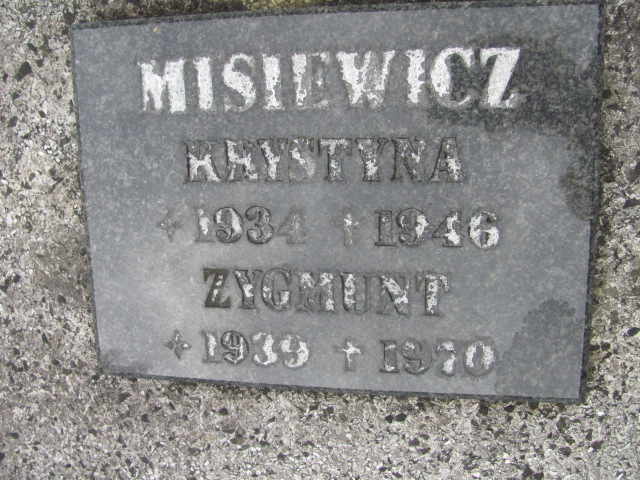 MISIEWICZ
KRYSTYNA
1934 † 1946
ZYGMUNT
1939 † 1970